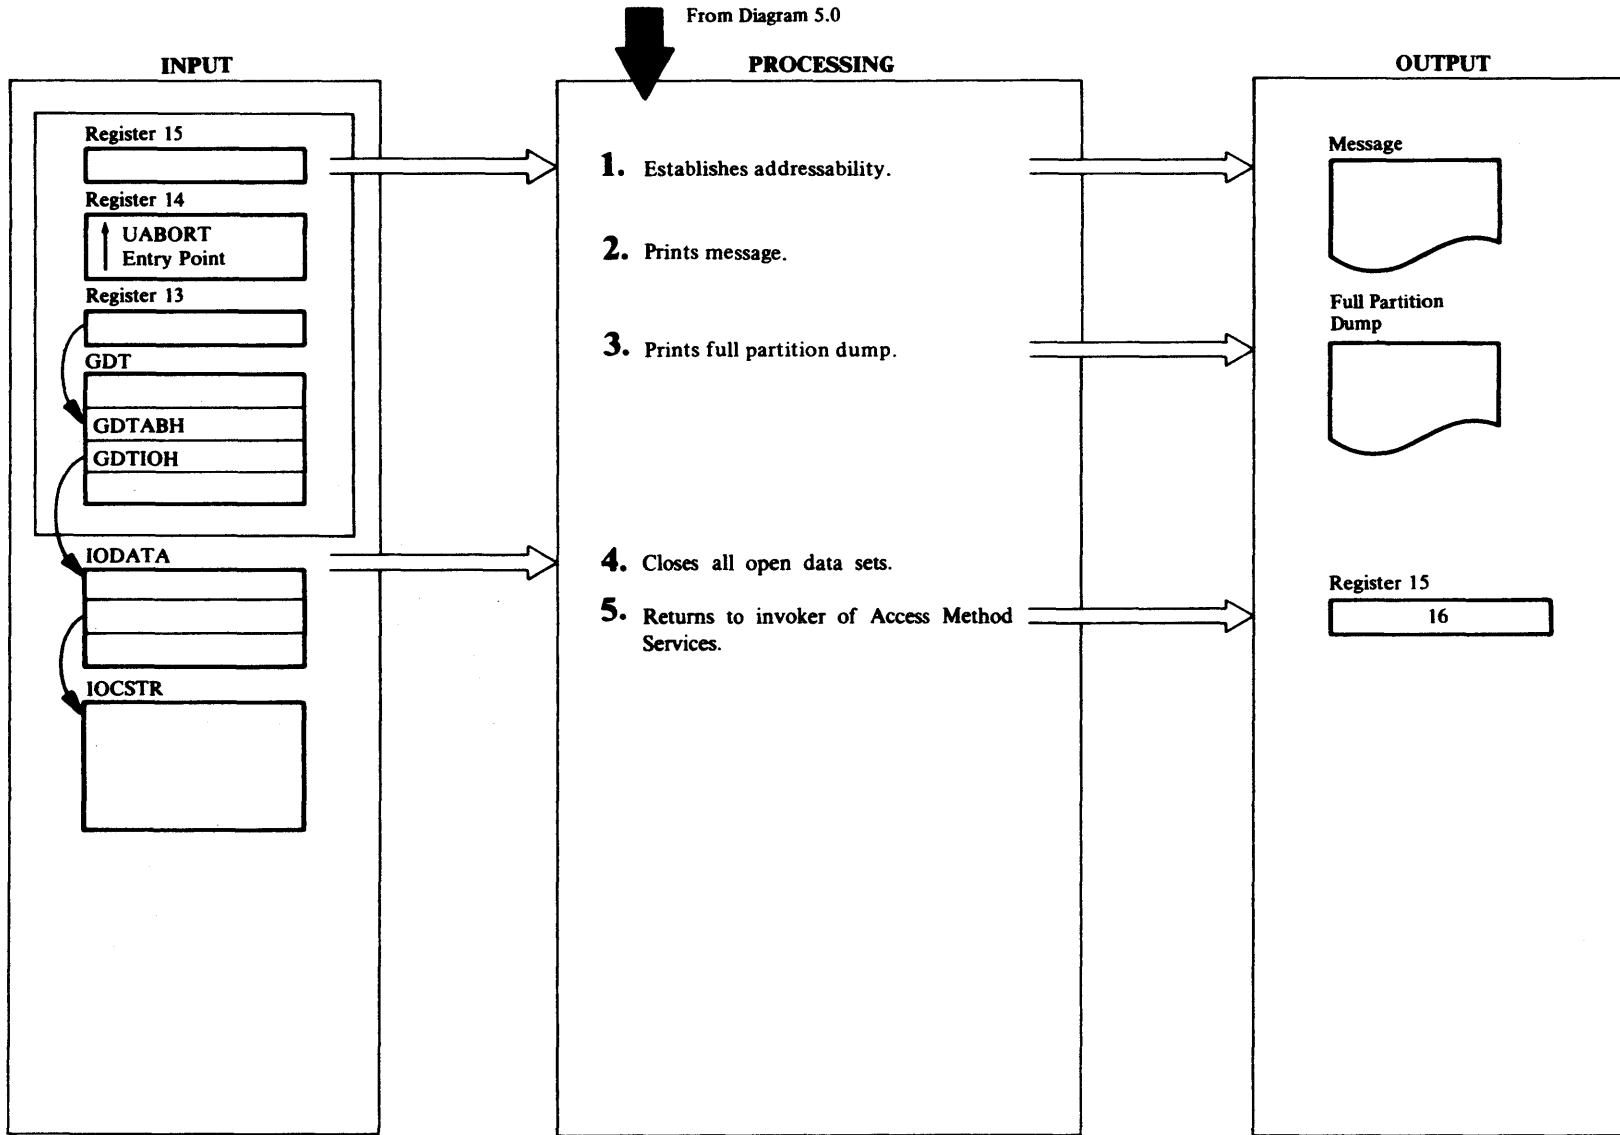 From Diagram 5.0
INPUT
Register 15
Register 14
UABORT
Entry Point
Register 13
GDT
GDTABH
GDTIOH
IODATA
IOCSTR
PROCESSING
1. Establishes addressability.
2. Prints message.
3. Prints full partition dump.
4. Closes all open data sets.
5. Returns to invoker of Access Method
Services.
OUTPUT
Message
Full Partition
Dump
Register 15
16